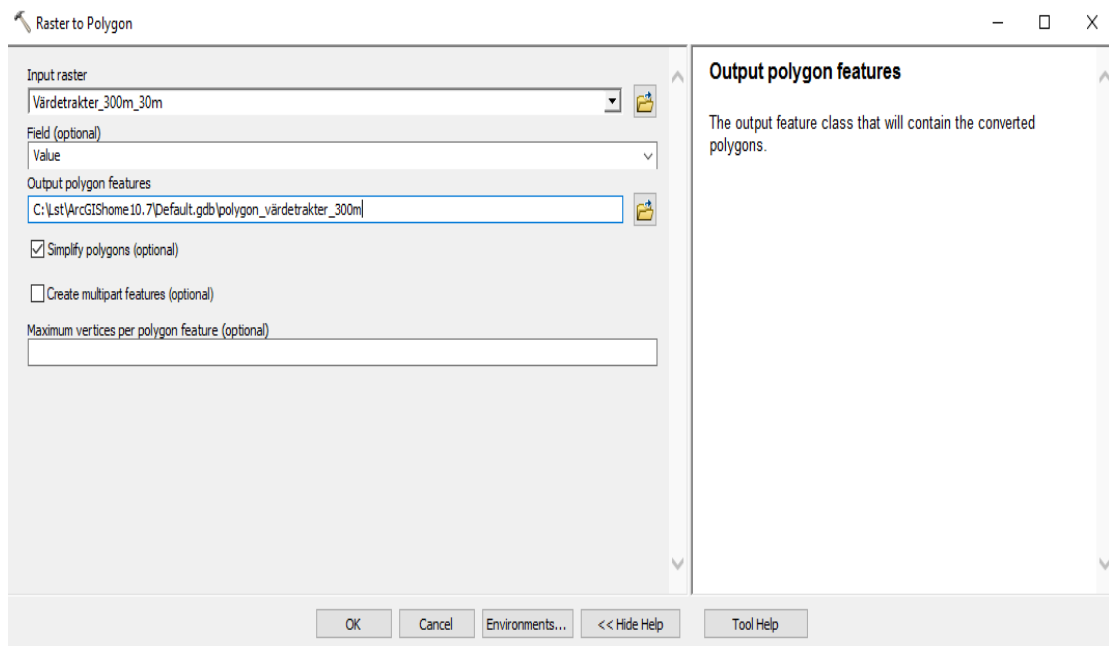 Raster to Polygon
Input raster
Värdetrakter_300m_30m
Field (optional)
Value
Output polygon features
C:\Lst\ArcGIShome10.7\Default.gdb\polygon_värdetrakter_300m
Simplify polygons (optional)
Create multipart features (optional)
Maximum vertices per polygon feature (optional)
Output polygon features
The output feature class that will contain the converted
polygons.
OK
Cancel
Environments...
<< Hide Help
Tool Help